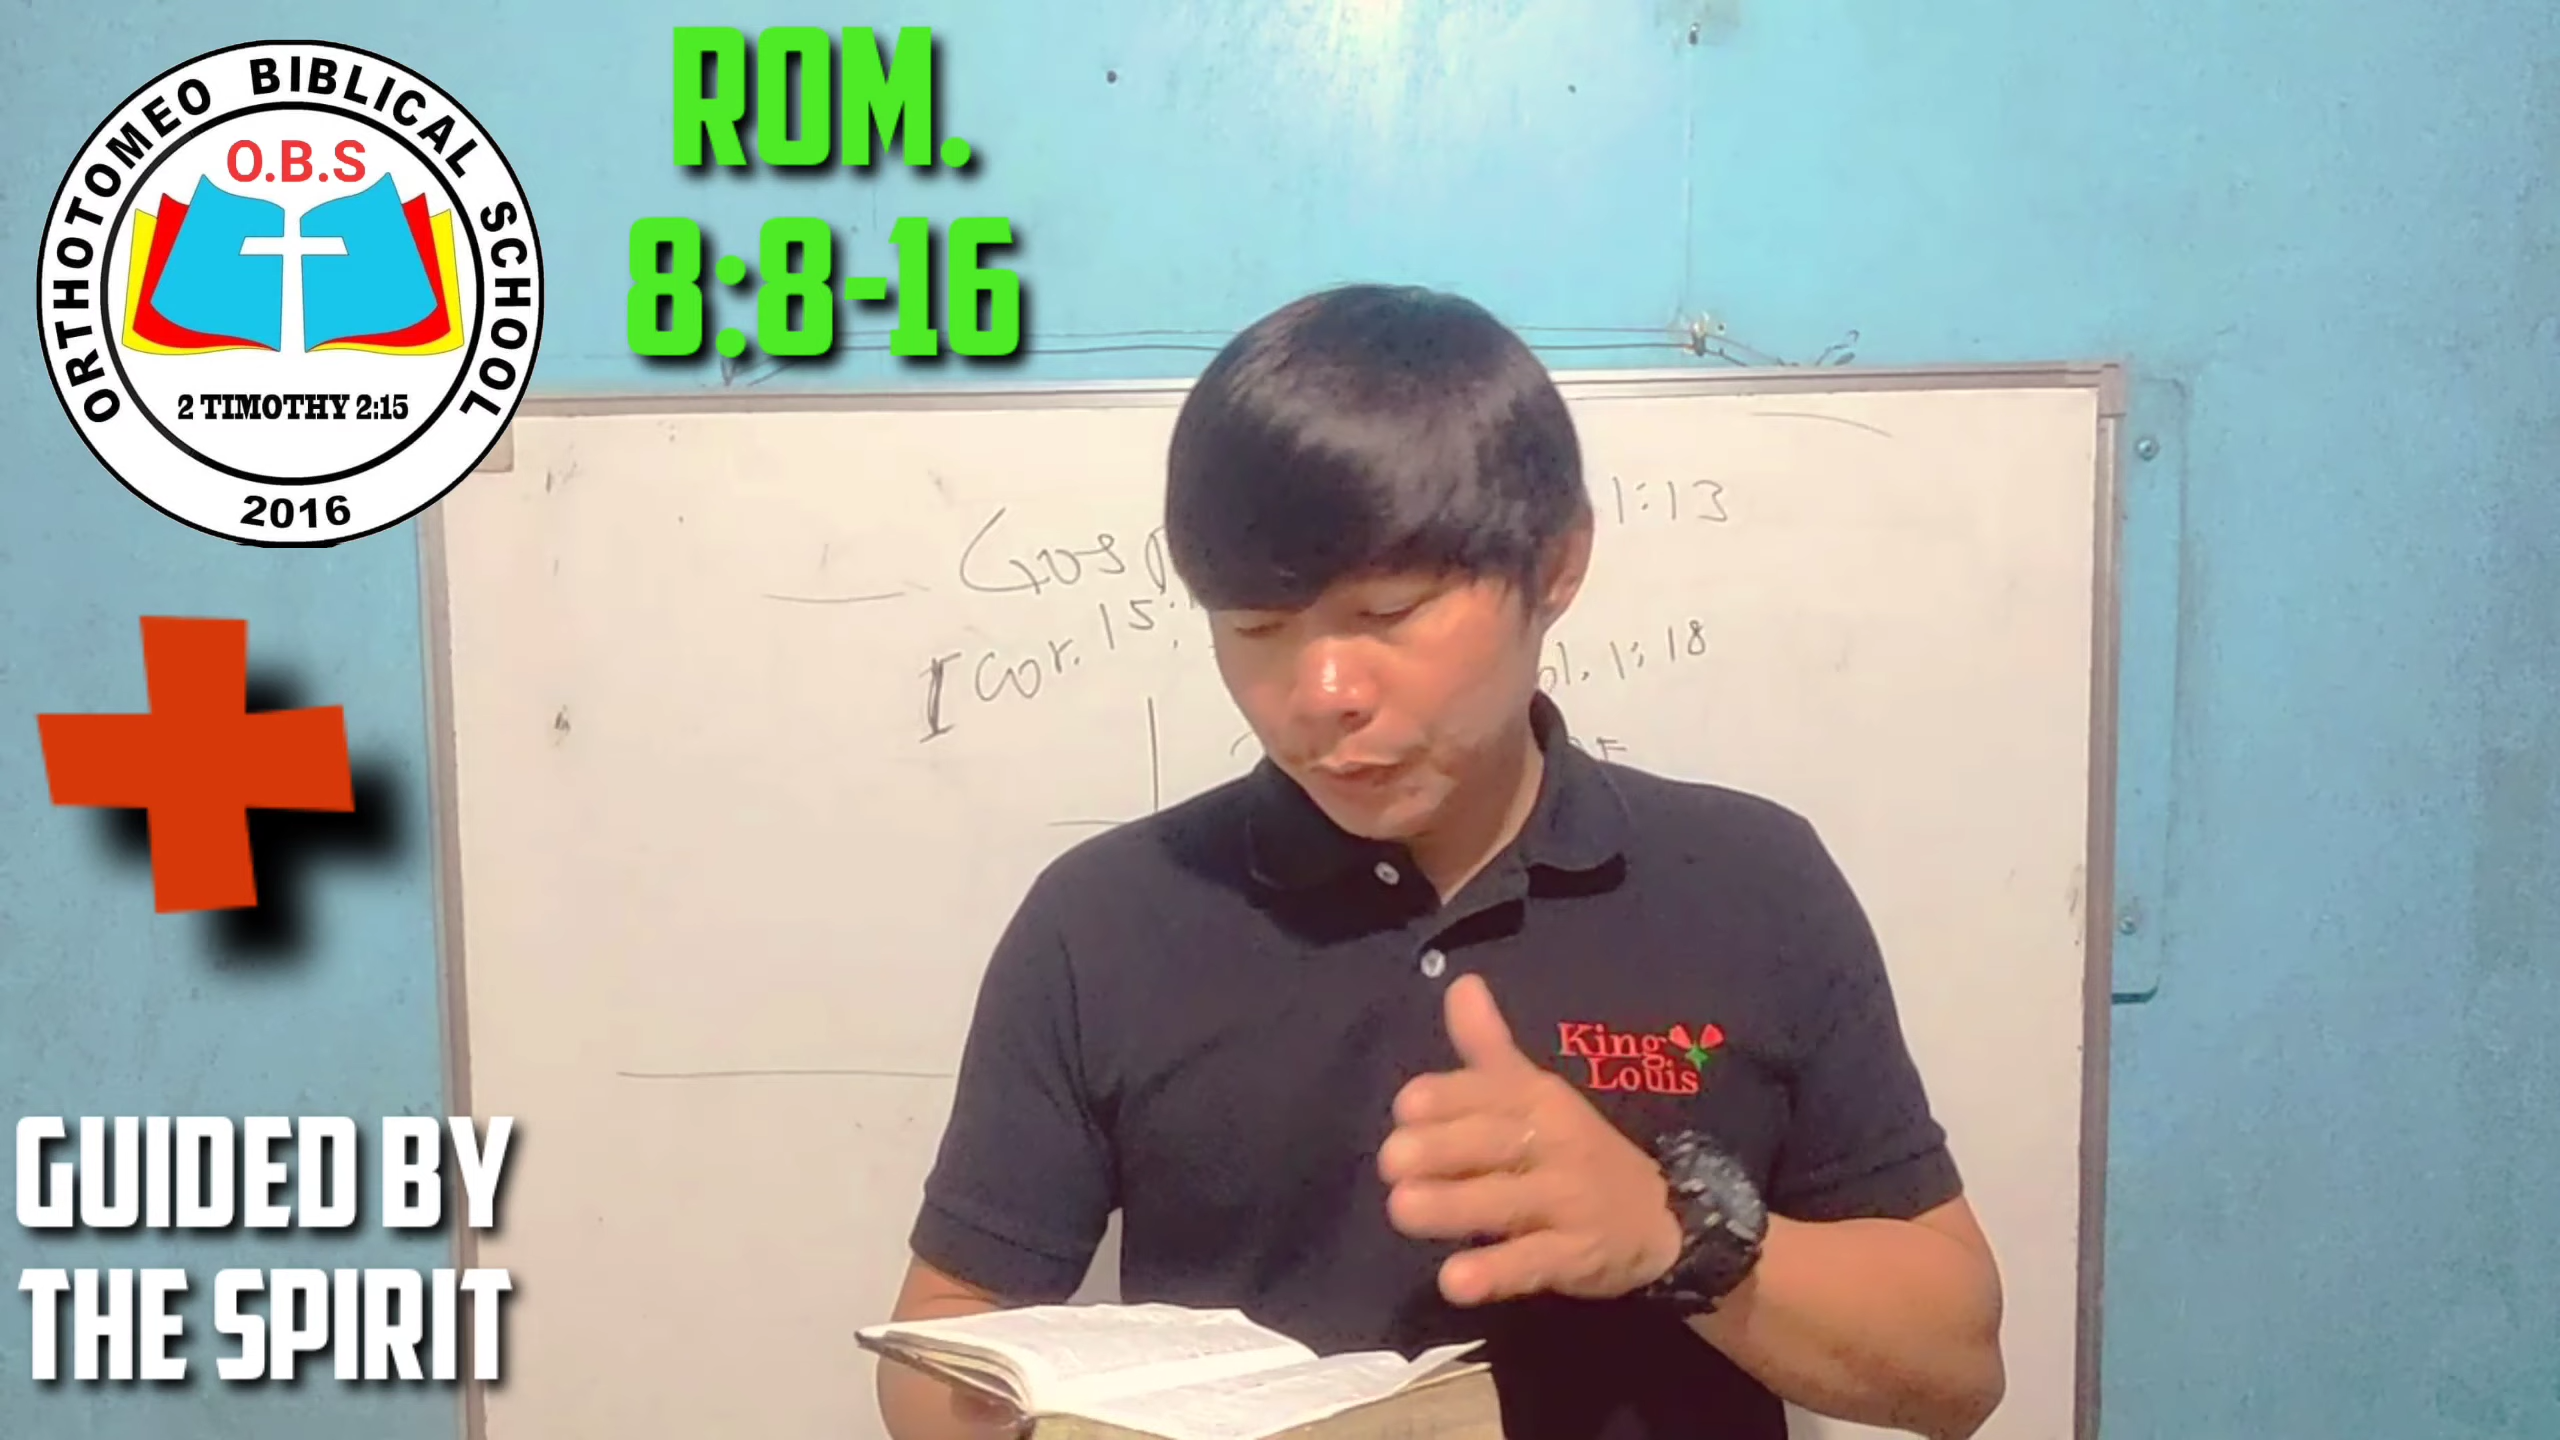 ORTHOTOMEO BIBLICAL SCHOOL
O.B.S
2 TIMOTHY 2:15
2016
ROM.
8:8-16
GUIDED BY
THE SPIRIT
1:13
I Cor. 15:
1:18
King
Louis